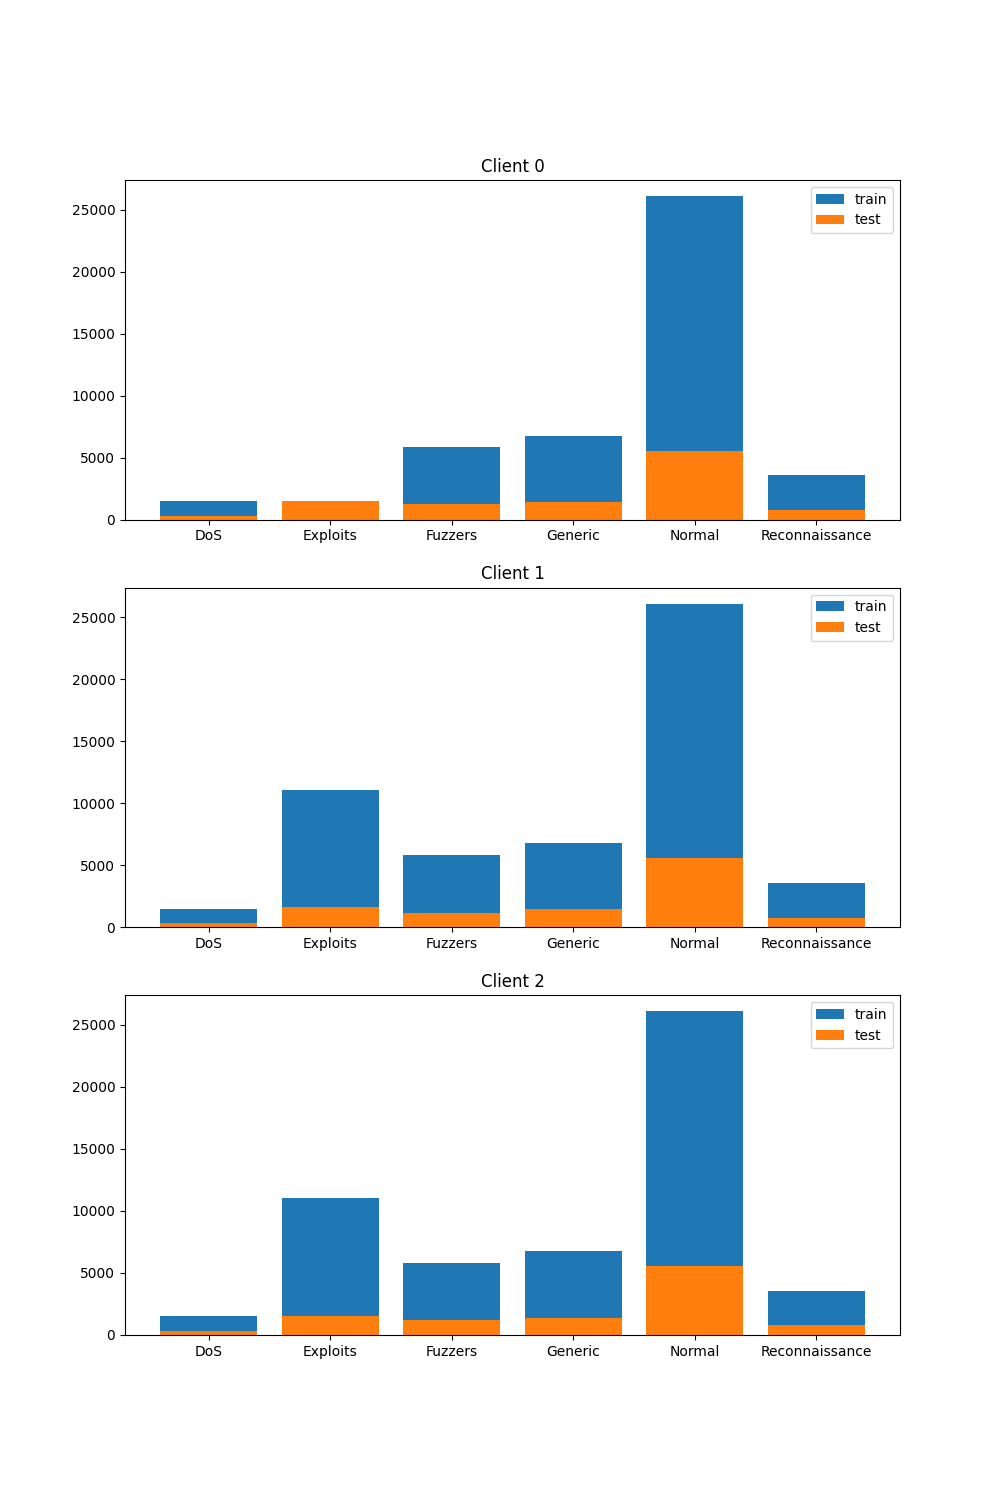 Client 0
25000
20000
15000
10000
5000
0
train
test
DoS Exploits Fuzzers Generic Normal Reconnaissance
Client 1
25000
20000
15000
10000
5000
0
train
test
DoS Exploits Fuzzers Generic Normal Reconnaissance
Client 2
25000
20000
15000
10000
5000
0
train
test
DoS Exploits Fuzzers Generic Normal Reconnaissance